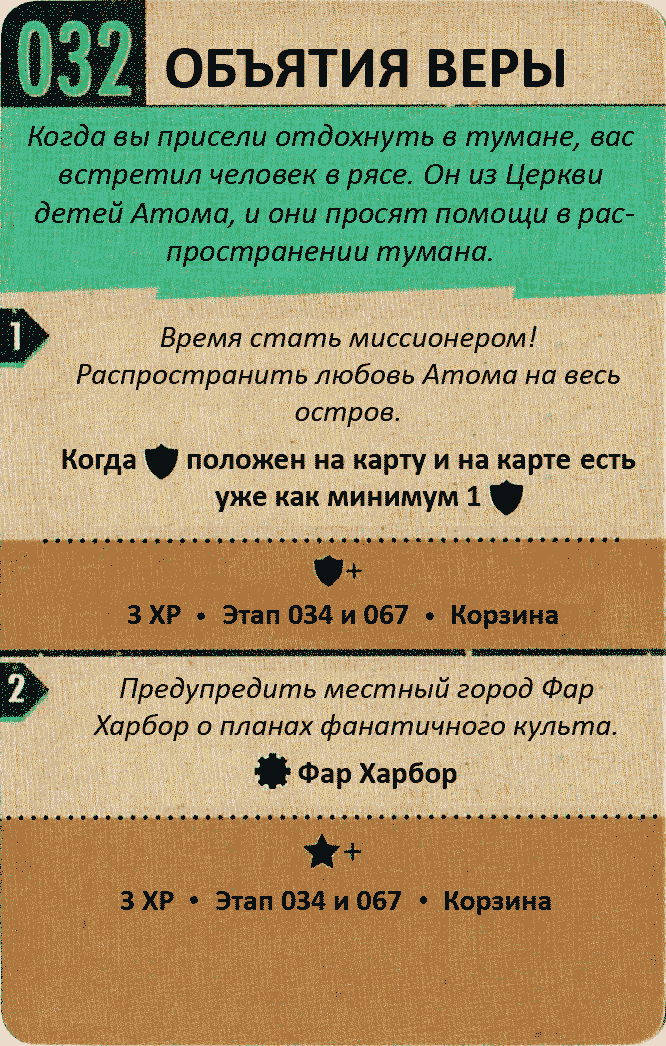 032 ОБЪЯТИЯ ВЕРЫ
Когда вы присели отдохнуть в тумане, вас
встретил человек в рясе. Он из Церкви
детей Атома, и они просят помощи в рас-
пространении тумана.
1
Время стать миссионером!
Распространить любовь Атома на весь
остров.
Когда положен на карту и на карте есть
уже как минимум 1
+
3 XP • Этап 034 и 067 • Корзина
2
Предупредить местный город Фар
Харбор о планах фанатичного культа.
Фар Харбор
+
3 XP • Этап 034 и 067 • Корзина